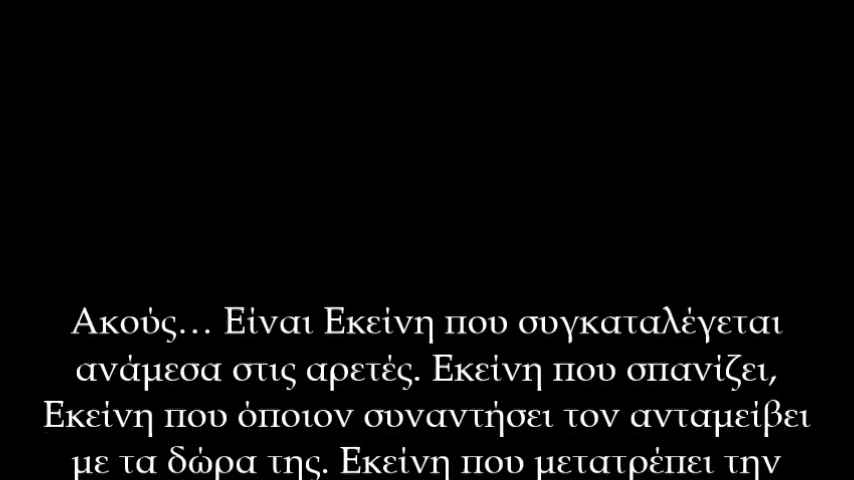 Ακούς… Είναι Εκείνη που συγκαταλέγεται
ανάμεσα στις αρετές. Εκείνη που σπανίζει,
Εκείνη που όποιον συναντήσει τον ανταμείβει
με τα δώρα της. Εκείνη που μετατρέπει την